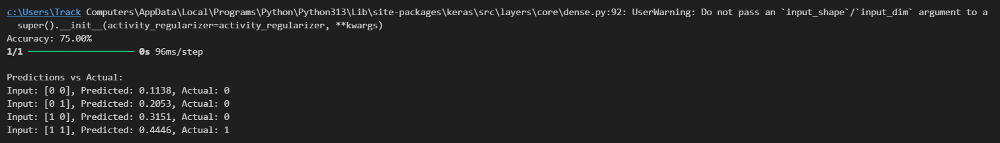 c:\Users\Track Computers\AppData\Local\Programs\Python\Python313\Lib\site-packages\keras\src\layers\core\dense.py:92: UserWarning: Do not pass an `input_shape`/`input_dim` argument to a
  super().__init__(activity_regularizer=activity_regularizer, **kwargs)
Accuracy: 75.00%
1/1 ━━━━━━━━━━━━━━━━━━━━ 0s 96ms/step
Predictions vs Actual:
Input: [0 0], Predicted: 0.1138, Actual: 0
Input: [0 1], Predicted: 0.2053, Actual: 0
Input: [1 0], Predicted: 0.3151, Actual: 0
Input: [1 1], Predicted: 0.4446, Actual: 1